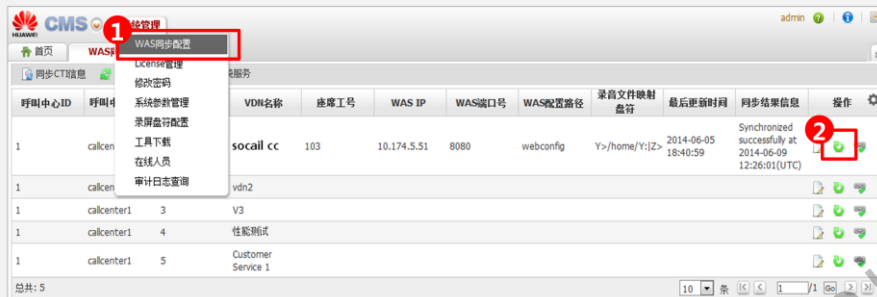 HUAWEI CMS 系统管理 admin
1
首页 WAS
WAS同步配置
License管理
修改密码
系统参数管理
录屏盘符配置
工具下载
在线人员
审计日志查询
同步CTI信息 服务
呼叫中心ID VDN名称 座席工号 WAS IP WAS端口号 WAS配置路径 录音文件映射盘符 最后更新时间 同步结果信息 操作
2
1 callcen socail cc 103 10.174.5.51 8080 webconfig Y>/home/Y:|Z> 2014-06-05 18:40:59 Synchronized successfully at 2014-06-09 12:26:01(UTC)
1 callcen vdn2
1 callcenter1 3 V3
1 callcenter1 4 性能测试
1 callcenter1 5 Customer Service 1
总共: 5 10 条 1 /1 Go